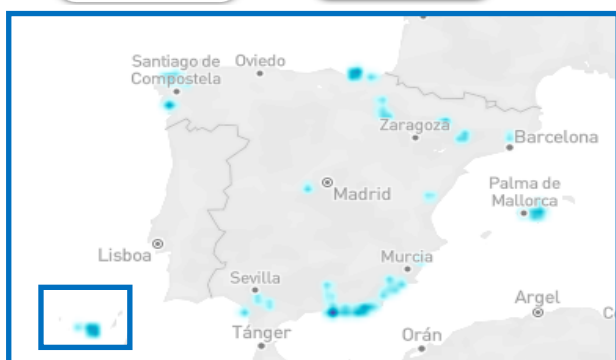 Santiago de
Compostela
Oviedo
Zaragoza
Barcelona
Madrid
Palma de
Mallorca
Lisboa
Murcia
Sevilla
Argel
Tánger
Orán